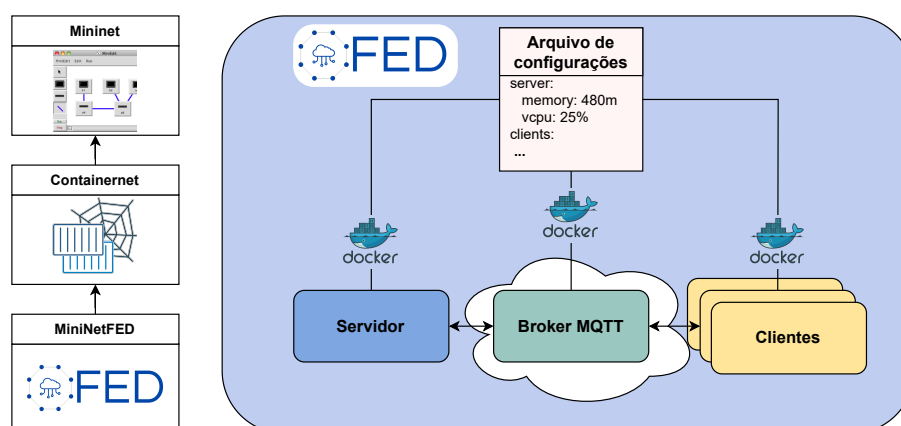 Mininet
Containernet
MiniNetFED
FED
FED
Arquivo de
configurações
server:
memory: 480m
vcpu: 25%
clients:
...
docker
docker
docker
Servidor
Broker MQTT
Clientes